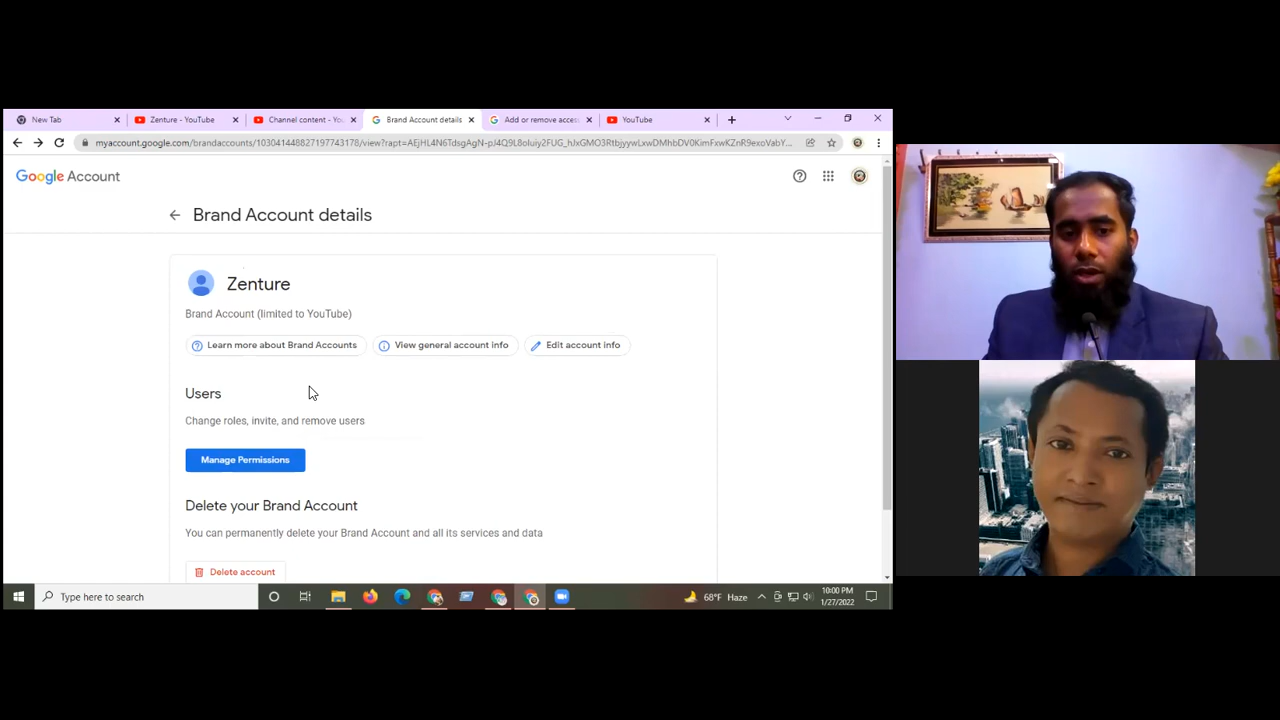 New Tab
Zenture - YouTube
Channel content - Yo
Brand Account details
Add or remove acces
YouTube
Google Account
Brand Account details
Zenture
Brand Account (limited to YouTube)
Learn more about Brand Accounts
View general account info
Edit account info
Users
Change roles, invite, and remove users
Manage Permissions
Delete your Brand Account
You can permanently delete your Brand Account and all its services and data
Delete account
Type here to search
68°F Haze
10:00 PM
1/27/2022